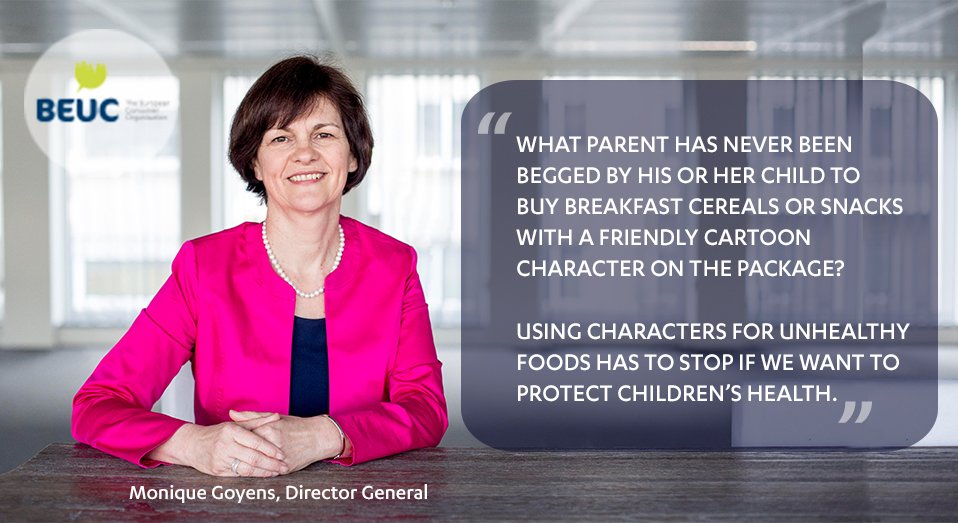 BEUC
The European
Consumer
Organisation
“
WHAT PARENT HAS NEVER BEEN
BEGGED BY HIS OR HER CHILD TO
BUY BREAKFAST CEREALS OR SNACKS
WITH A FRIENDLY CARTOON
CHARACTER ON THE PACKAGE?
USING CHARACTERS FOR UNHEALTHY
FOODS HAS TO STOP IF WE WANT TO
PROTECT CHILDREN’S HEALTH.
”
Monique Goyens, Director General